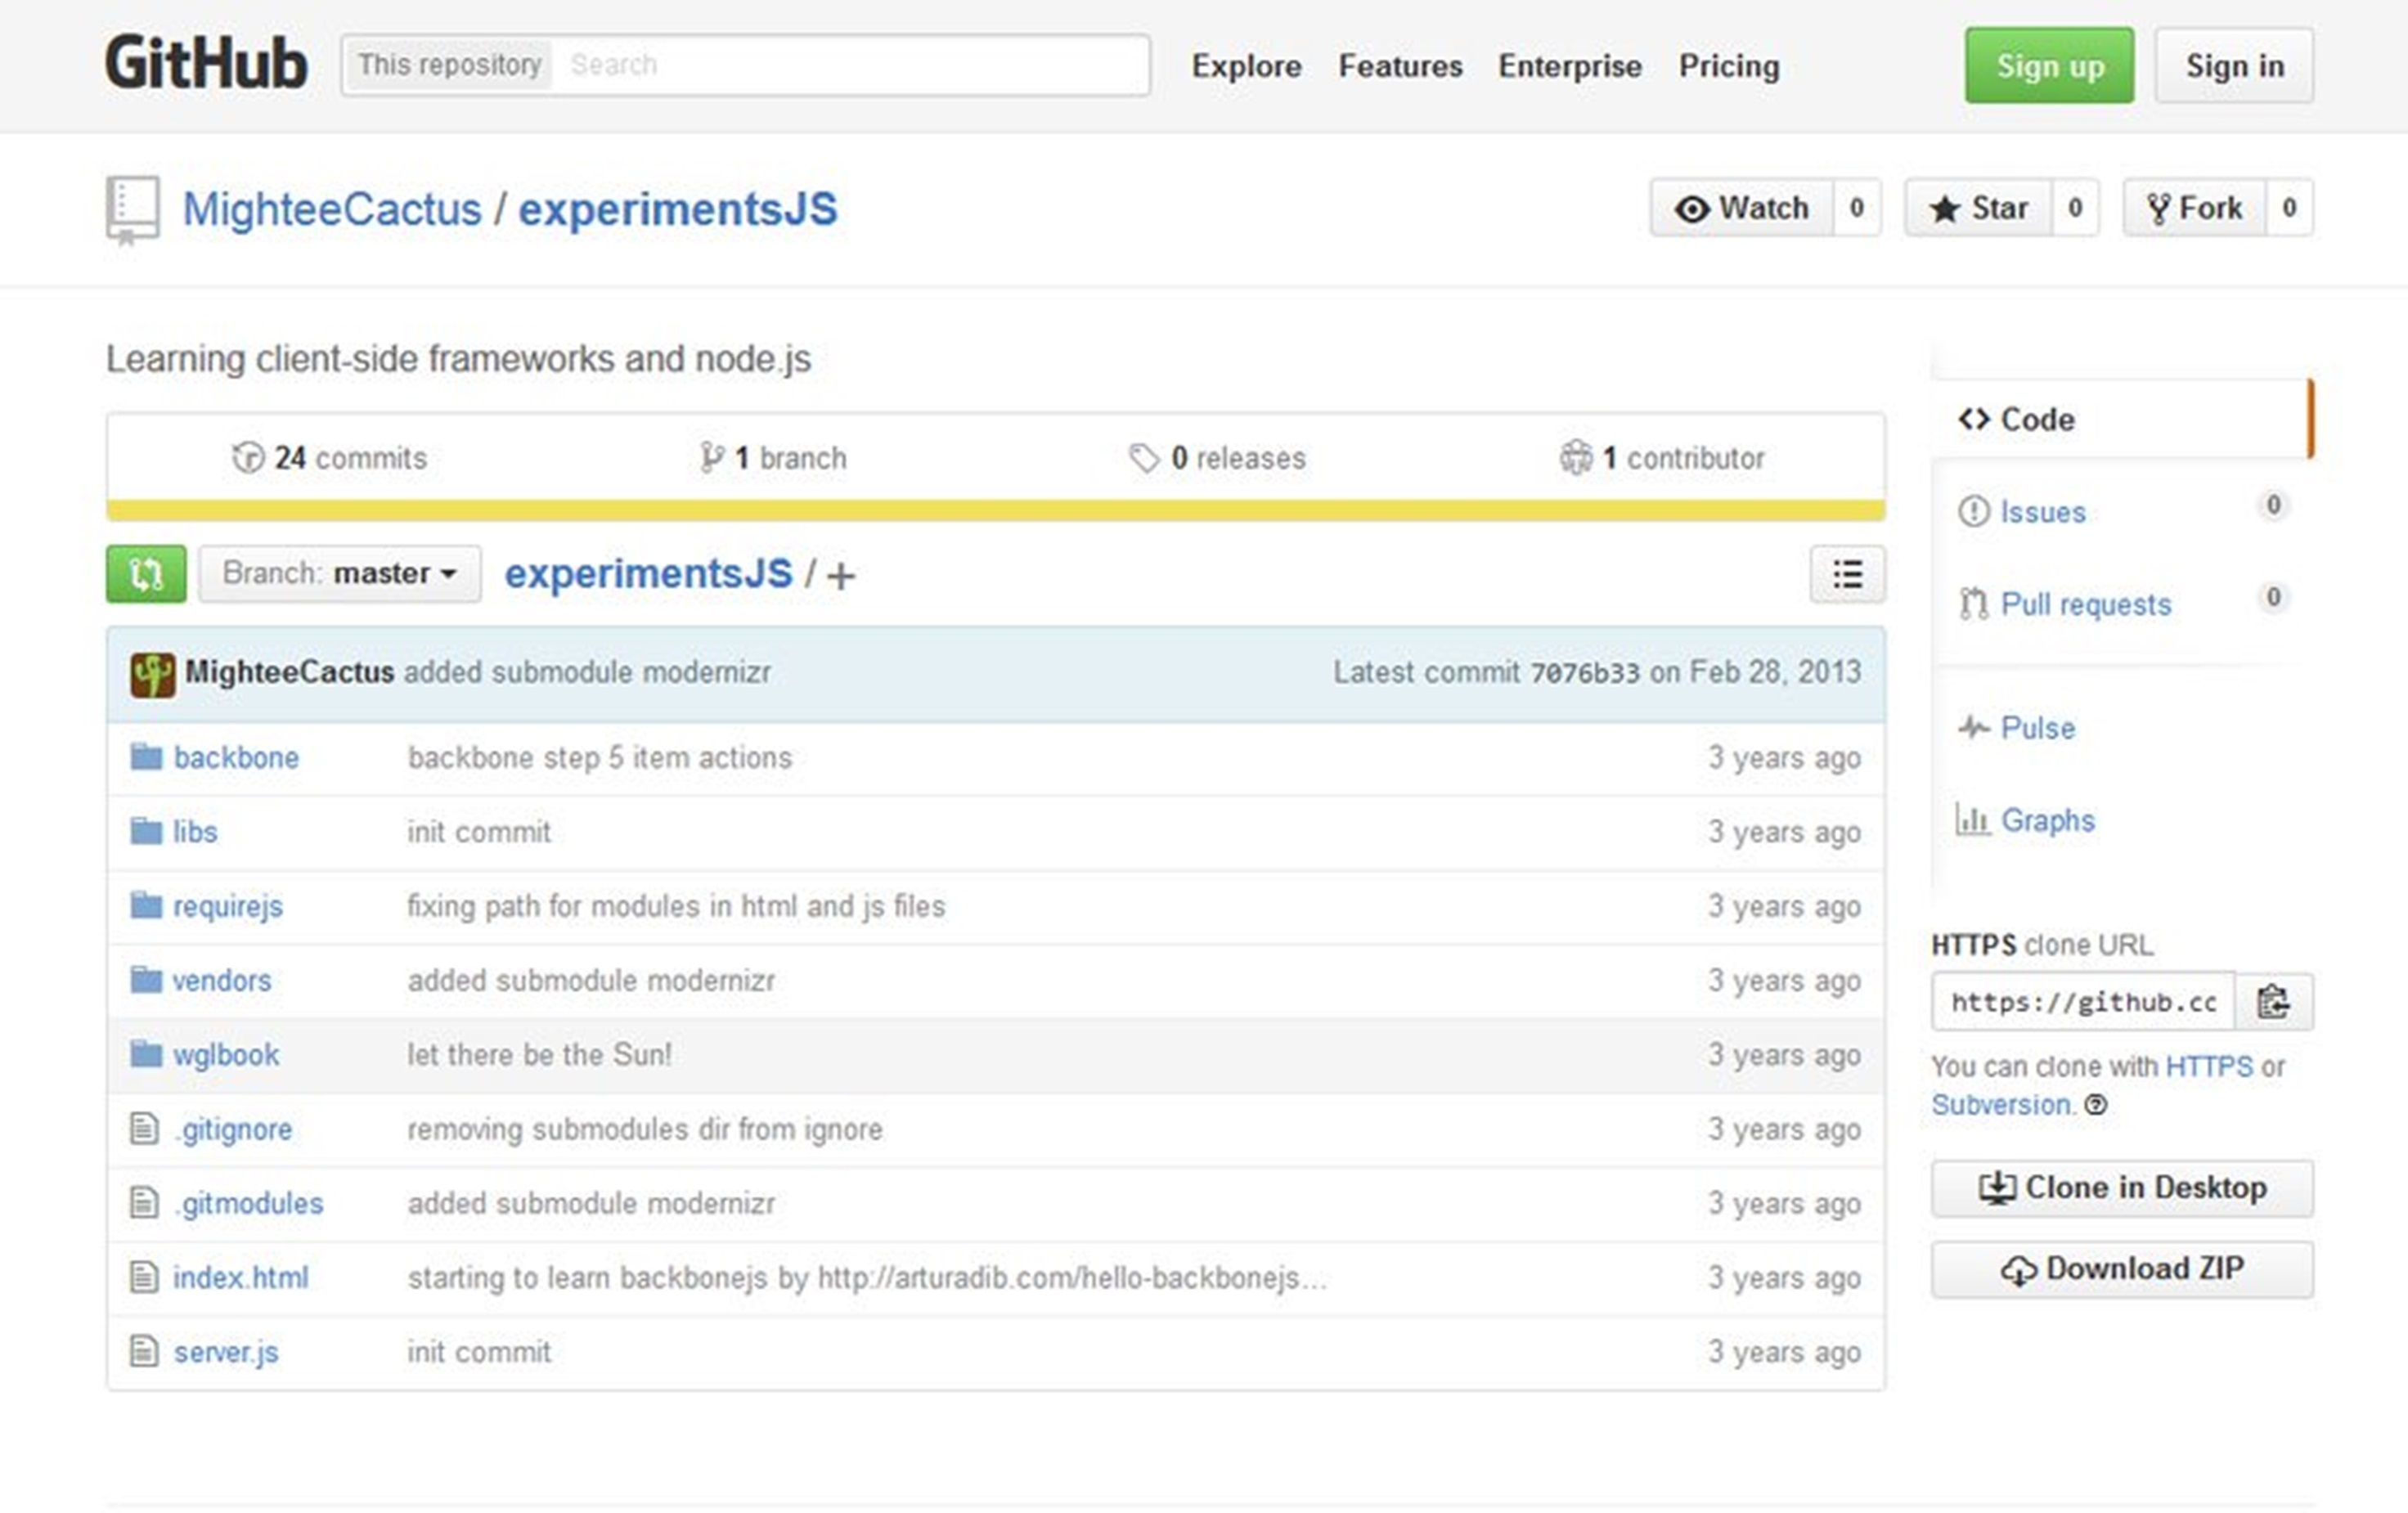 GitHub This repository Search Explore Features Enterprise Pricing Sign up Sign in
MighteeCactus / experimentsJS Watch 0 Star 0 Fork 0
Learning client-side frameworks and node.js
24 commits 1 branch 0 releases 1 contributor
Branch: master experimentsJS / +
MighteeCactus added submodule modernizr Latest commit 7076b33 on Feb 28, 2013
backbone backbone step 5 item actions 3 years ago
libs init commit 3 years ago
requirejs fixing path for modules in html and js files 3 years ago
vendors added submodule modernizr 3 years ago
wglbook let there be the Sun! 3 years ago
.gitignore removing submodules dir from ignore 3 years ago
.gitmodules added submodule modernizr 3 years ago
index.html starting to learn backbonejs by http://arturadib.com/hello-backbonejs... 3 years ago
server.js init commit 3 years ago
Code
Issues 0
Pull requests 0
Pulse
Graphs
HTTPS clone URL
https://github.cc
You can clone with HTTPS or
Subversion.
Clone in Desktop
Download ZIP